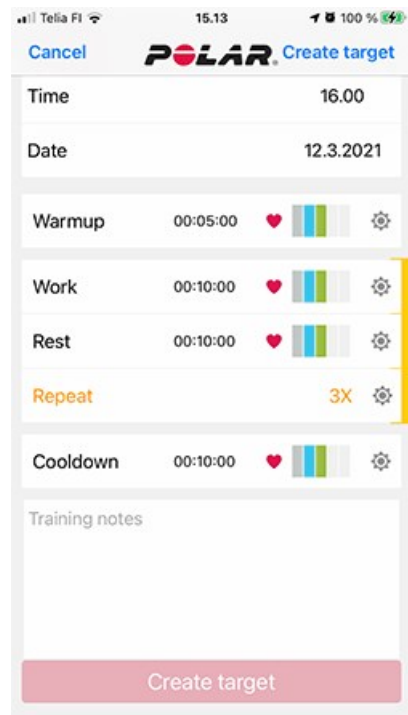 Telia FI 15.13 100 %
Cancel POLAR. Create target
Time 16.00
Date 12.3.2021
Warmup 00:05:00
Work 00:10:00
Rest 00:10:00
Repeat 3X
Cooldown 00:10:00
Training notes
Create target